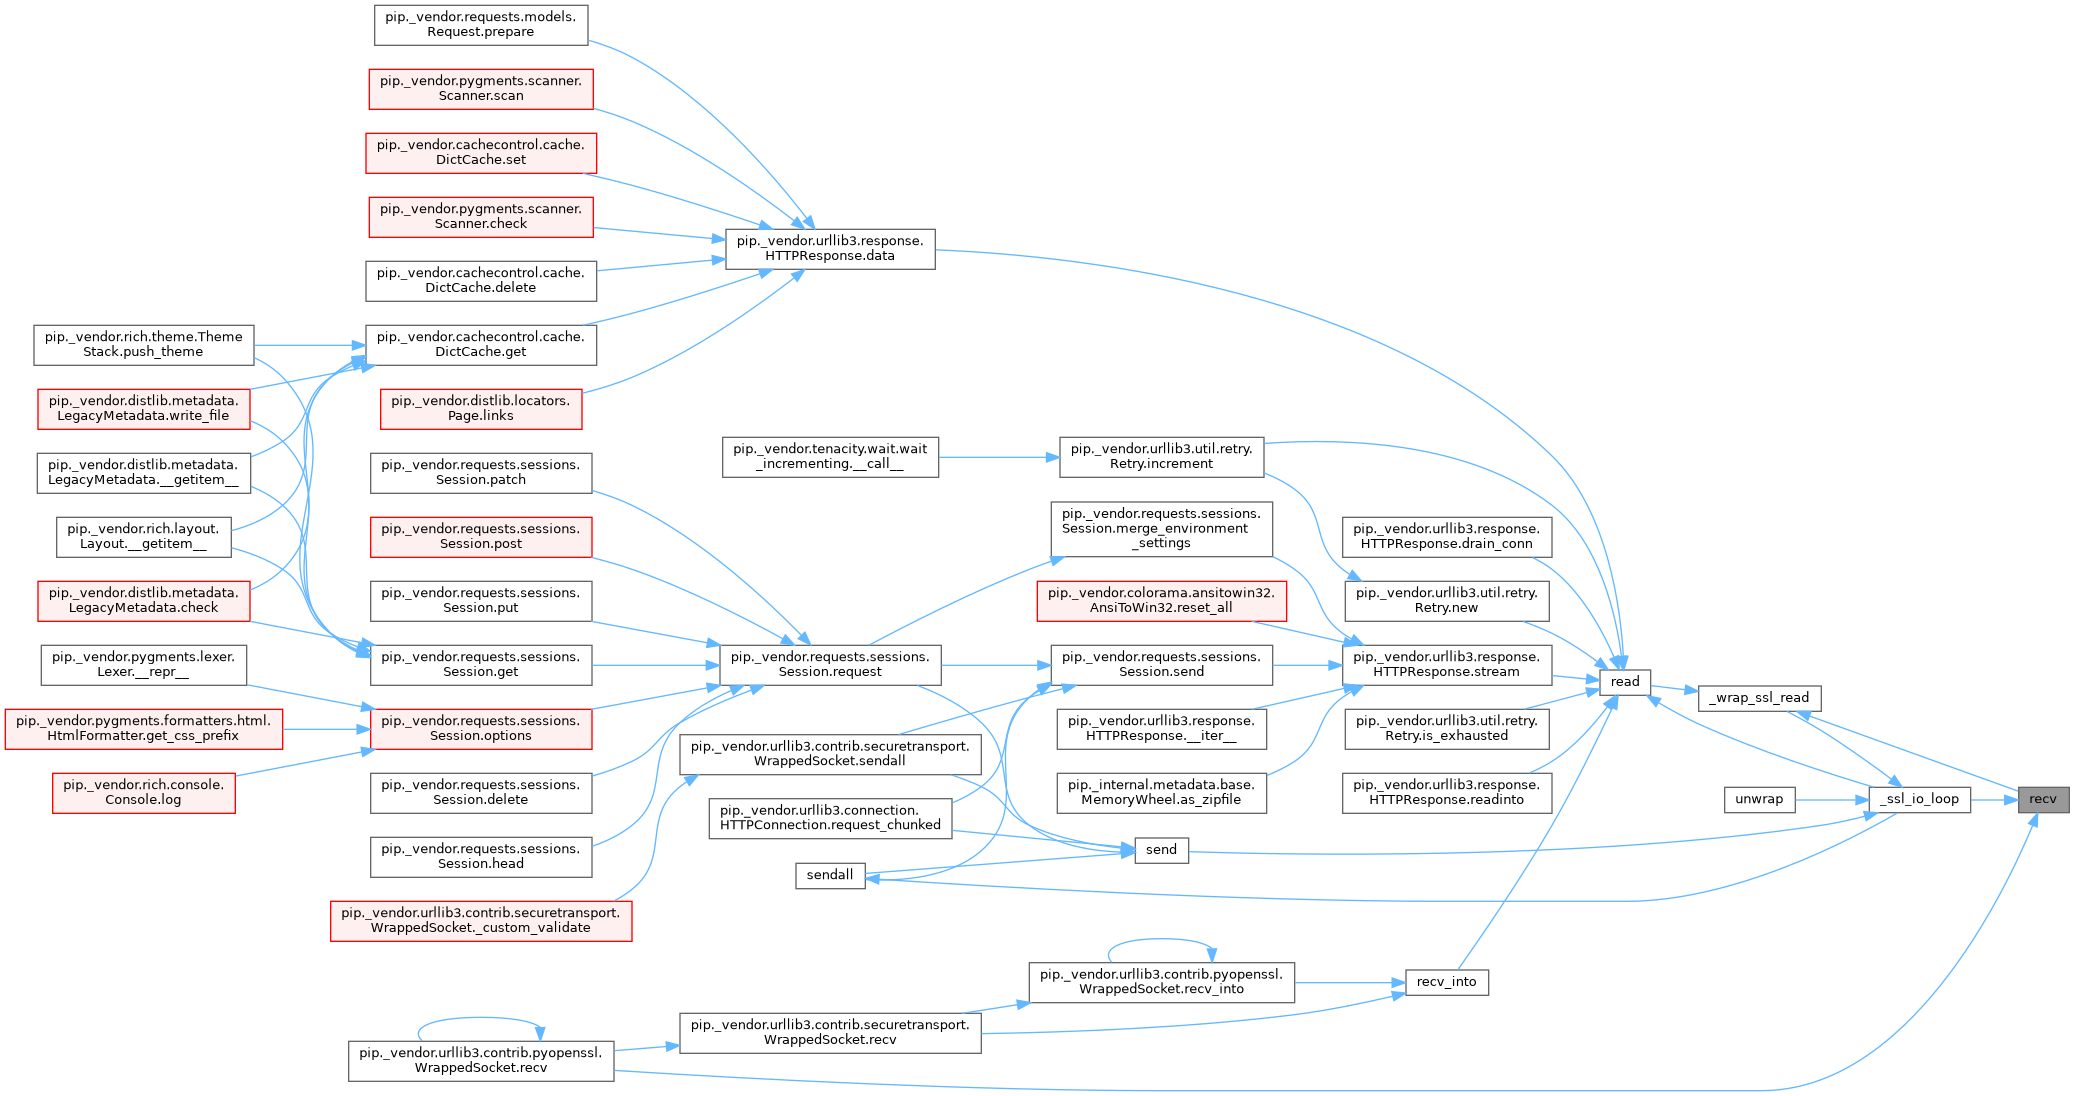 pip._vendor.requests.models.
Request.prepare
pip._vendor.pygments.scanner.
Scanner.scan
pip._vendor.cachecontrol.cache.
DictCache.set
pip._vendor.pygments.scanner.
Scanner.check
pip._vendor.urllib3.response.
HTTPResponse.data
pip._vendor.cachecontrol.cache.
DictCache.delete
pip._vendor.rich.theme.Theme
Stack.push_theme
pip._vendor.cachecontrol.cache.
DictCache.get
pip._vendor.distlib.metadata.
LegacyMetadata.write_file
pip._vendor.distlib.locators.
Page.links
pip._vendor.tenacity.wait.wait
_incrementing.__call__
pip._vendor.urllib3.util.retry.
Retry.increment
pip._vendor.distlib.metadata.
LegacyMetadata.__getitem__
pip._vendor.requests.sessions.
Session.patch
pip._vendor.requests.sessions.
Session.merge_environment
_settings
pip._vendor.rich.layout.
Layout.__getitem__
pip._vendor.requests.sessions.
Session.post
pip._vendor.urllib3.response.
HTTPResponse.drain_conn
pip._vendor.distlib.metadata.
LegacyMetadata.check
pip._vendor.requests.sessions.
Session.put
pip._vendor.colorama.ansitowin32.
AnsiToWin32.reset_all
pip._vendor.urllib3.util.retry.
Retry.new
pip._vendor.pygments.lexer.
Lexer.__repr__
pip._vendor.requests.sessions.
Session.get
pip._vendor.requests.sessions.
Session.request
pip._vendor.requests.sessions.
Session.send
pip._vendor.urllib3.response.
HTTPResponse.stream
read
_wrap_ssl_read
pip._vendor.pygments.formatters.html.
HtmlFormatter.get_css_prefix
pip._vendor.requests.sessions.
Session.options
pip._vendor.urllib3.response.
HTTPResponse.__iter__
pip._vendor.urllib3.util.retry.
Retry.is_exhausted
pip._vendor.urllib3.contrib.securetransport.
WrappedSocket.sendall
pip._vendor.rich.console.
Console.log
pip._vendor.requests.sessions.
Session.delete
pip._internal.metadata.base.
MemoryWheel.as_zipfile
pip._vendor.urllib3.response.
HTTPResponse.readinto
unwrap
_ssl_io_loop
recv
pip._vendor.urllib3.connection.
HTTPConnection.request_chunked
pip._vendor.requests.sessions.
Session.head
send
sendall
pip._vendor.urllib3.contrib.securetransport.
WrappedSocket._custom_validate
pip._vendor.urllib3.contrib.pyopenssl.
WrappedSocket.recv_into
recv_into
pip._vendor.urllib3.contrib.securetransport.
WrappedSocket.recv
pip._vendor.urllib3.contrib.pyopenssl.
WrappedSocket.recv